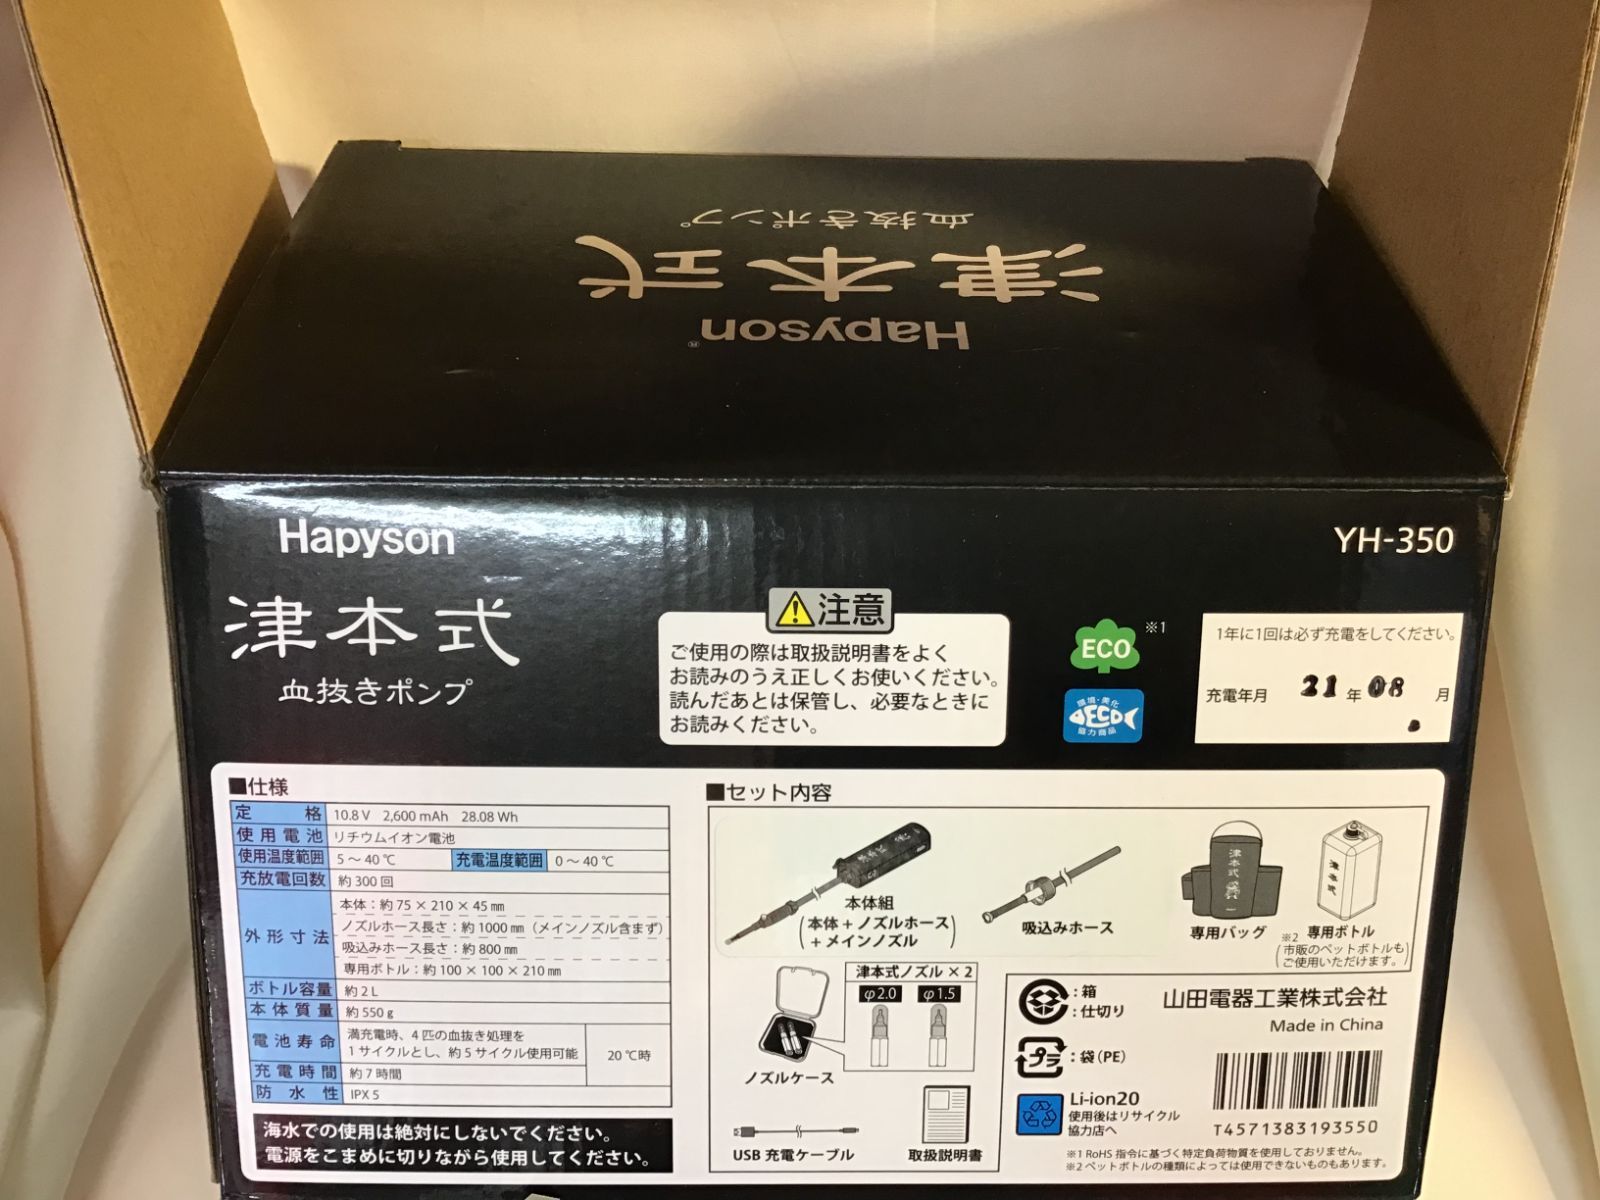 血抜きポンプ®
津本式
Hapyson®
Hapyson
YH-350
津本式
血抜きポンプ
注意
ご使用の際は取扱説明書をよく
お読みのうえ正しくお使いください。
読んだあとは保管し、必要なときに
お読みください。
ECO
※1
環境・美化
ECO
協力商品
1年に1回は必ず充電をしてください。
充電年月 21 年 08 月
■仕様
定格 10.8 V 2,600 mAh 28.08 Wh
使用電池 リチウムイオン電池
使用温度範囲 5～40℃ 充電温度範囲 0～40℃
充放電回数 約300回
外形寸法
本体：約75×210×45㎜
ノズルホース長さ：約1000㎜（メインノズル含まず）
吸込みホース長さ：約800㎜
専用ボトル：約100×100×210㎜
ボトル容量 約2L
本体質量 約550g
電池寿命 満充電時、4匹の血抜き処理を
1サイクルとし、約5サイクル使用可能
20℃時
充電時間 約7時間
防水性 IPX5
海水での使用は絶対にしないでください。
電源をこまめに切りながら使用してください。
■セット内容
津本式
本体組
（本体＋ノズルホース
＋メインノズル）
吸込みホース
津本式
専用バッグ
津本式
※2 専用ボトル
（市販のペットボトルも
ご使用いただけます。）
津本式ノズル×2
φ2.0 φ1.5
ノズルケース
USB充電ケーブル
取扱説明書
：箱
：仕切り
プラ
：袋（PE）
Li-ion20
使用後はリサイクル
協力店へ
山田電器工業株式会社
Made in China
T4571383193550
※1 RoHS指令に基づく特定負荷物質を使用しておりません。
※2ペットボトルの種類によっては使用できないものもあります。